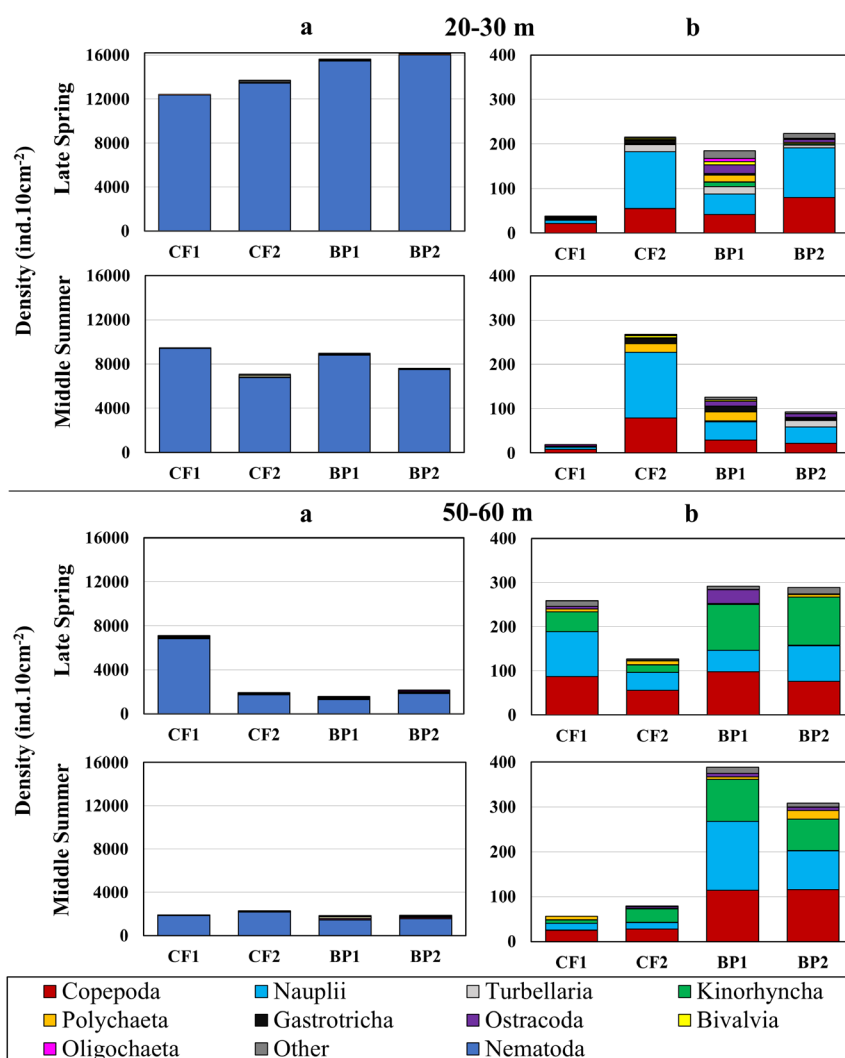 a 20-30 m b
Density (ind.10cm⁻²)
Late Spring
16000
12000
8000
4000
0
CF1 CF2 BP1 BP2
400
300
200
100
0
CF1 CF2 BP1 BP2
Middle Summer
16000
12000
8000
4000
0
CF1 CF2 BP1 BP2
400
300
200
100
0
CF1 CF2 BP1 BP2
a 50-60 m b
Density (ind.10cm⁻²)
Late Spring
16000
12000
8000
4000
0
CF1 CF2 BP1 BP2
400
300
200
100
0
CF1 CF2 BP1 BP2
Middle Summer
16000
12000
8000
4000
0
CF1 CF2 BP1 BP2
400
300
200
100
0
CF1 CF2 BP1 BP2
Copepoda Nauplii Turbellaria Kinorhyncha
Polychaeta Gastrotricha Ostracoda Bivalvia
Oligochaeta Other Nematoda